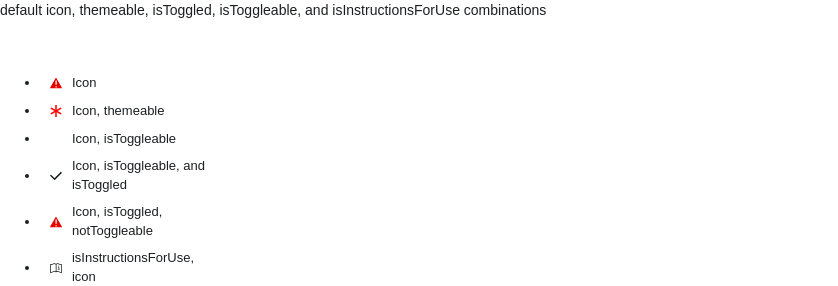 default icon, themeable, isToggled, isToggleable, and isInstructionsForUse combinations
Icon
Icon, themeable
Icon, isToggleable
Icon, isToggleable, and
isToggled
Icon, isToggled,
notToggleable
isInstructionsForUse,
icon